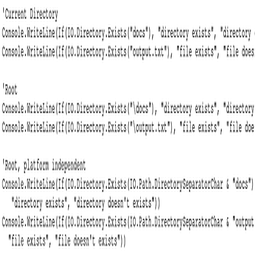 'Current Directory
Console.WriteLine(If(IO.Directory.Exists("docs"), "directory exists", "directory
Console.WriteLine(If(IO.Directory.Exists("output.txt"), "file exists", "file does
'Root
Console.WriteLine(If(IO.Directory.Exists("\docs"), "directory exists", "directory
Console.WriteLine(If(IO.Directory.Exists("\output.txt"), "file exists", "file doe
'Root, platform independent
Console.WriteLine(If(IO.Directory.Exists(IO.Path.DirectorySeparatorChar & "docs")
"directory exists", "directory doesn't exists"))
Console.WriteLine(If(IO.Directory.Exists(IO.Path.DirectorySeparatorChar & "output
"file exists", "file doesn't exists"))